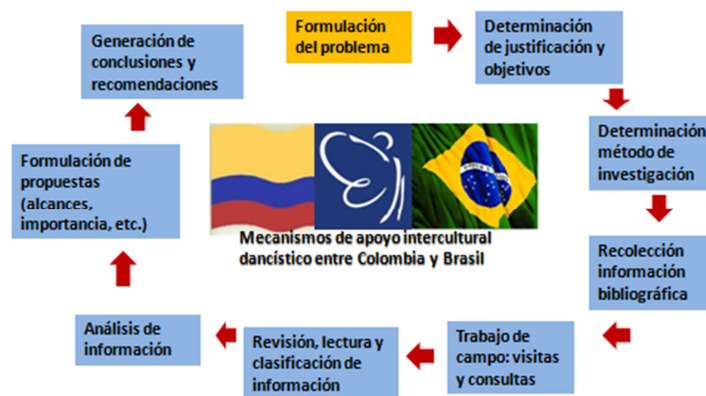 Formulación
del problema
Determinación
de justificación y
objetivos
Determinación
método de
investigación
Recolección
información
bibliográfica
Trabajo de
campo: visitas
y consultas
Revisión, lectura y
clasificación de
información
Análisis de
información
Formulación de
propuestas
(alcances,
importancia, etc.)
Generación de
conclusiones y
recomendaciones
Mecanismos de apoyo intercultural
dancístico entre Colombia y Brasil